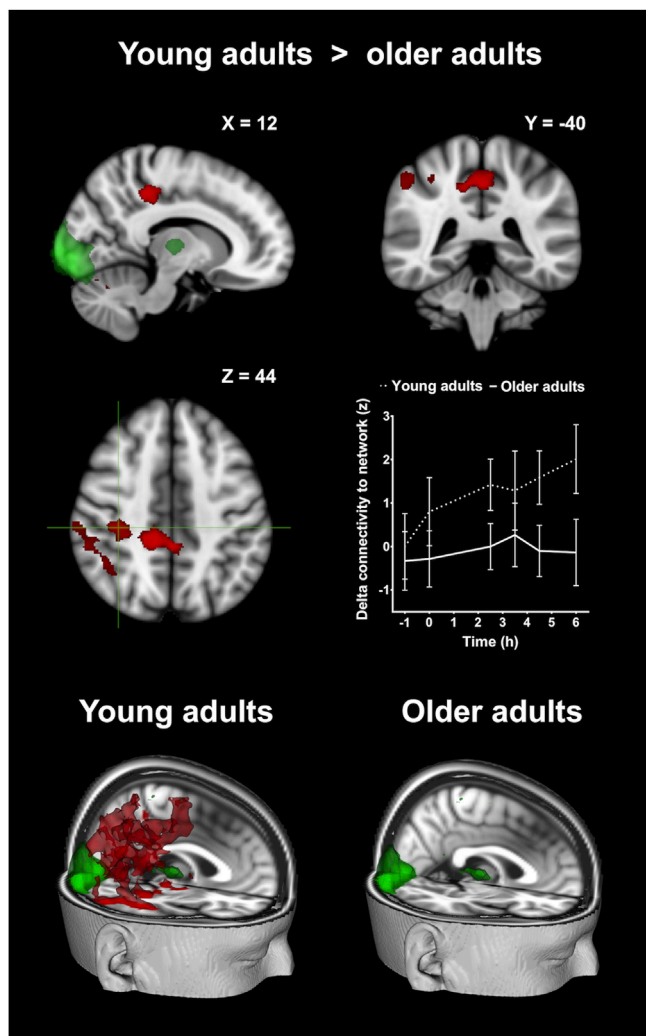 Young adults > older adults
X = 12
Y = -40
Z = 44
Young adults Older adults
Delta connectivity to network (z)
3
2
1
0
-1
-1 0 1 2 3 4 5 6
Time (h)
Young adults
Older adults